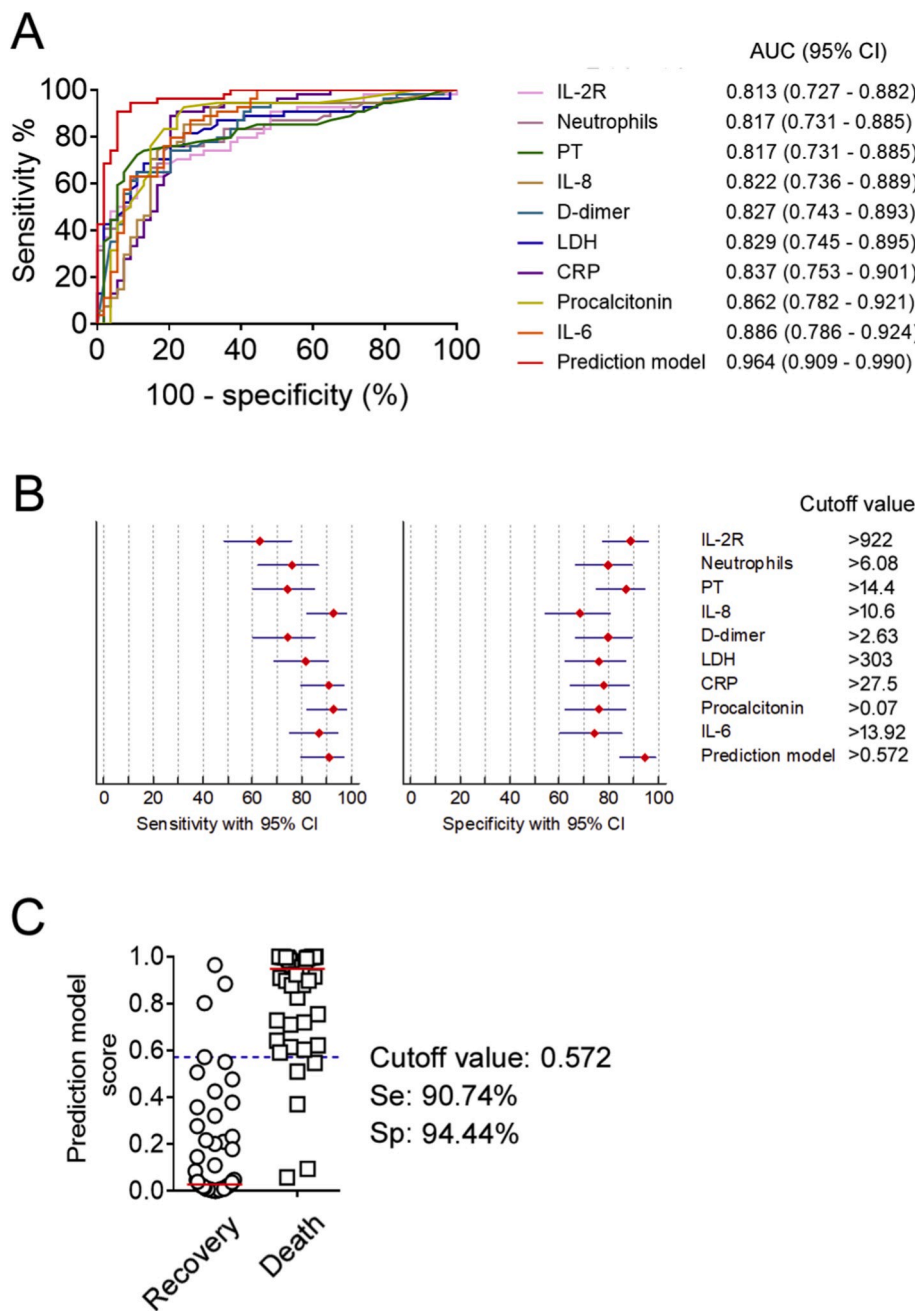 A
AUC (95% CI)
100
80
60
40
20
0
Sensitivity %
0 20 40 60 80 100
100 - specificity (%)
IL-2R 0.813 (0.727 - 0.882)
Neutrophils 0.817 (0.731 - 0.885)
PT 0.817 (0.731 - 0.885)
IL-8 0.822 (0.736 - 0.889)
D-dimer 0.827 (0.743 - 0.893)
LDH 0.829 (0.745 - 0.895)
CRP 0.837 (0.753 - 0.901)
Procalcitonin 0.862 (0.782 - 0.921)
IL-6 0.886 (0.786 - 0.924)
Prediction model 0.964 (0.909 - 0.990)
B
Cutoff value
IL-2R >922
Neutrophils >6.08
PT >14.4
IL-8 >10.6
D-dimer >2.63
LDH >303
CRP >27.5
Procalcitonin >0.07
IL-6 >13.92
Prediction model >0.572
0 20 40 60 80 100
Sensitivity with 95% CI
0 20 40 60 80 100
Specificity with 95% CI
C
Prediction model
score
1.0
0.8
0.6
0.4
0.2
0.0
Recovery
Death
Cutoff value: 0.572
Se: 90.74%
Sp: 94.44%